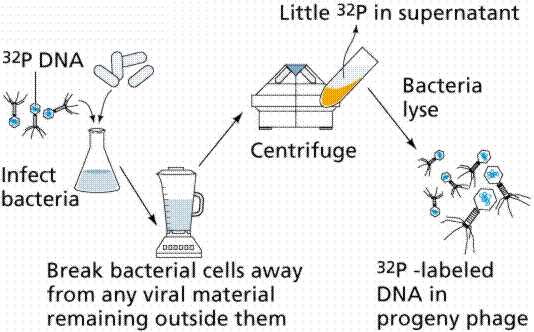 Little ³²P in supernatant
³²P DNA
Bacteria
lyse
Centrifuge
Infect
bacteria
Break bacterial cells away
from any viral material
remaining outside them
³²P -labeled
DNA in
progeny phage